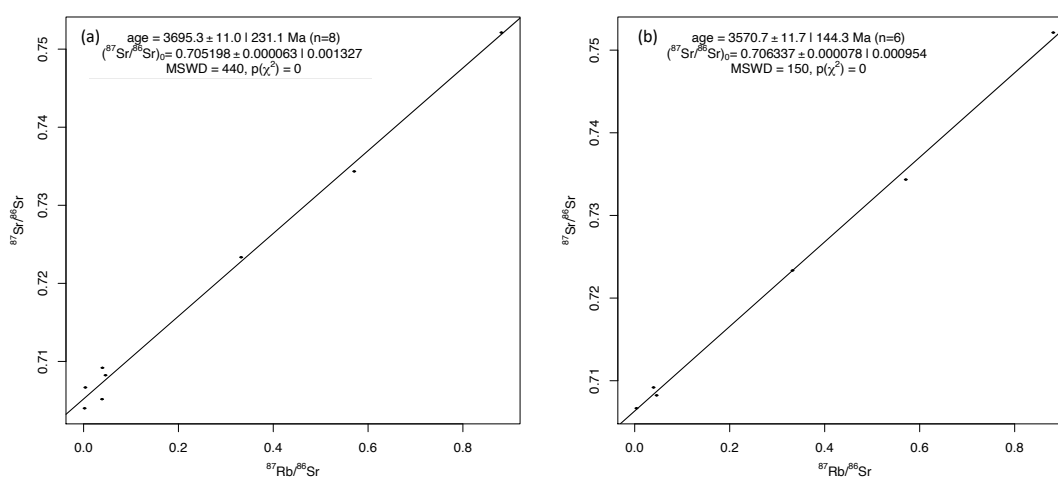 (a) age = 3695.3 ± 11.0 | 231.1 Ma (n=8)
(⁸⁷Sr/⁸⁶Sr)₀= 0.705198 ± 0.000063 | 0.001327
MSWD = 440, p(χ²) = 0
0.75
0.74
0.73
0.72
0.71
⁸⁷Sr/⁸⁶Sr
0.0 0.2 0.4 0.6 0.8
⁸⁷Rb/⁸⁶Sr
(b) age = 3570.7 ± 11.7 | 144.3 Ma (n=6)
(⁸⁷Sr/⁸⁶Sr)₀= 0.706337 ± 0.000078 | 0.000954
MSWD = 150, p(χ²) = 0
0.75
0.74
0.73
0.72
0.71
⁸⁷Sr/⁸⁶Sr
0.0 0.2 0.4 0.6 0.8
⁸⁷Rb/⁸⁶Sr